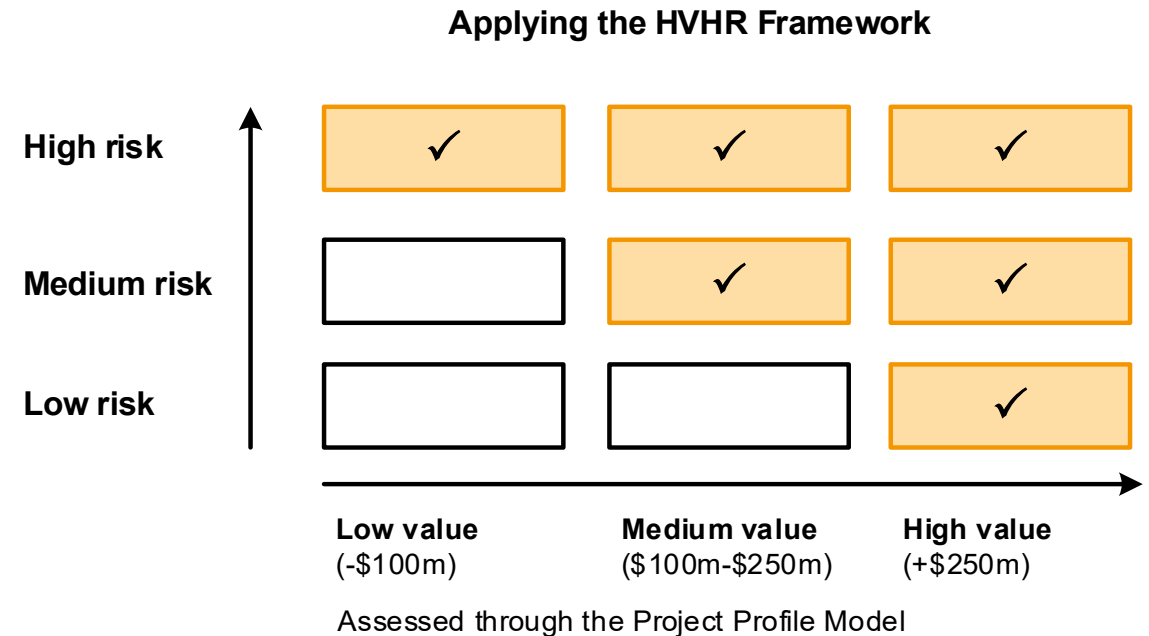 Applying the HVHR Framework
High risk
✓ ✓ ✓
Medium risk
✓ ✓
Low risk
✓
Low value
(-$100m)
Medium value
($100m-$250m)
High value
(+$250m)
Assessed through the Project Profile Model